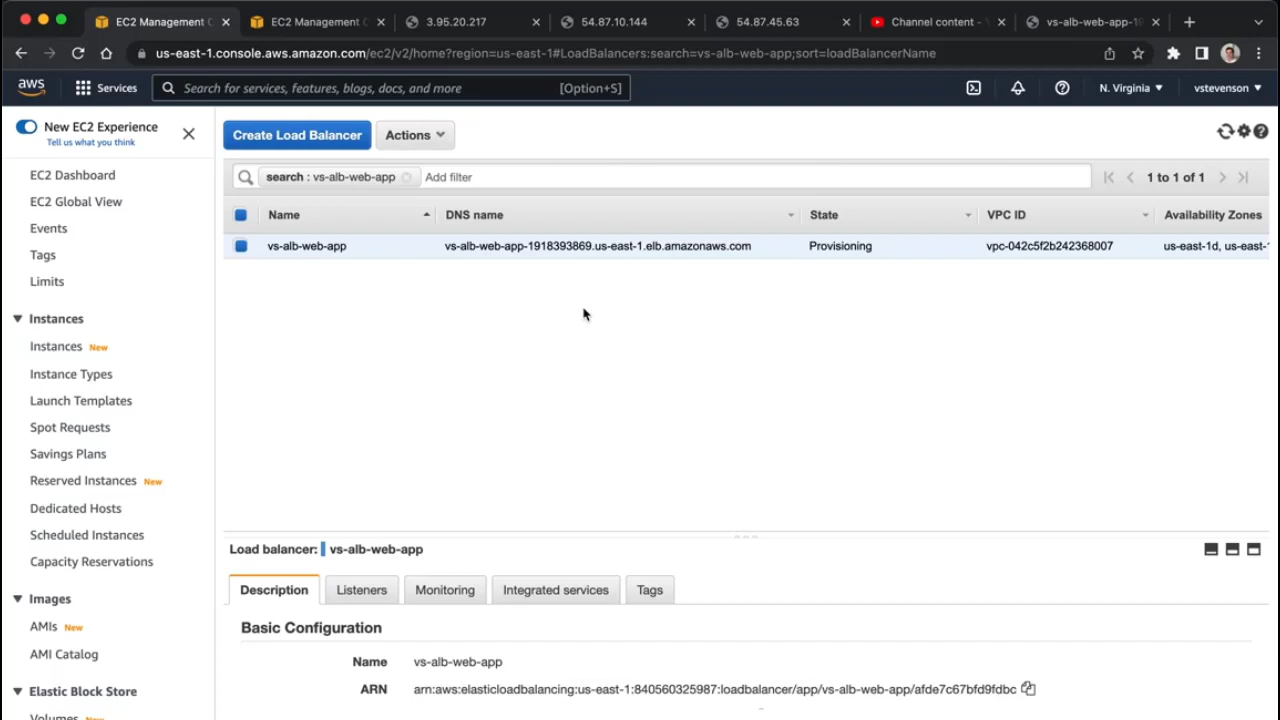 EC2 Management C
EC2 Management C
3.95.20.217
54.87.10.144
54.87.45.63
Channel content - Y
vs-alb-web-app-19
us-east-1.console.aws.amazon.com/ec2/v2/home?region=us-east-1#LoadBalancers:search=vs-alb-web-app;sort=loadBalancerName
aws
Services
Search for services, features, blogs, docs, and more
[Option+S]
N. Virginia
vstevenson
New EC2 Experience
Tell us what you think
EC2 Dashboard
EC2 Global View
Events
Tags
Limits
Instances
Instances New
Instance Types
Launch Templates
Spot Requests
Savings Plans
Reserved Instances New
Dedicated Hosts
Scheduled Instances
Capacity Reservations
Images
AMIs New
AMI Catalog
Elastic Block Store
Volumes New
Create Load Balancer
Actions
search : vs-alb-web-app
Add filter
1 to 1 of 1
Name
DNS name
State
VPC ID
Availability Zones
vs-alb-web-app
vs-alb-web-app-1918393869.us-east-1.elb.amazonaws.com
Provisioning
vpc-042c5f2b242368007
us-east-1d, us-east-1
Load balancer: vs-alb-web-app
Description
Listeners
Monitoring
Integrated services
Tags
Basic Configuration
Name vs-alb-web-app
ARN arn:aws:elasticloadbalancing:us-east-1:840560325987:loadbalancer/app/vs-alb-web-app/afde7c67bfd9fdbc